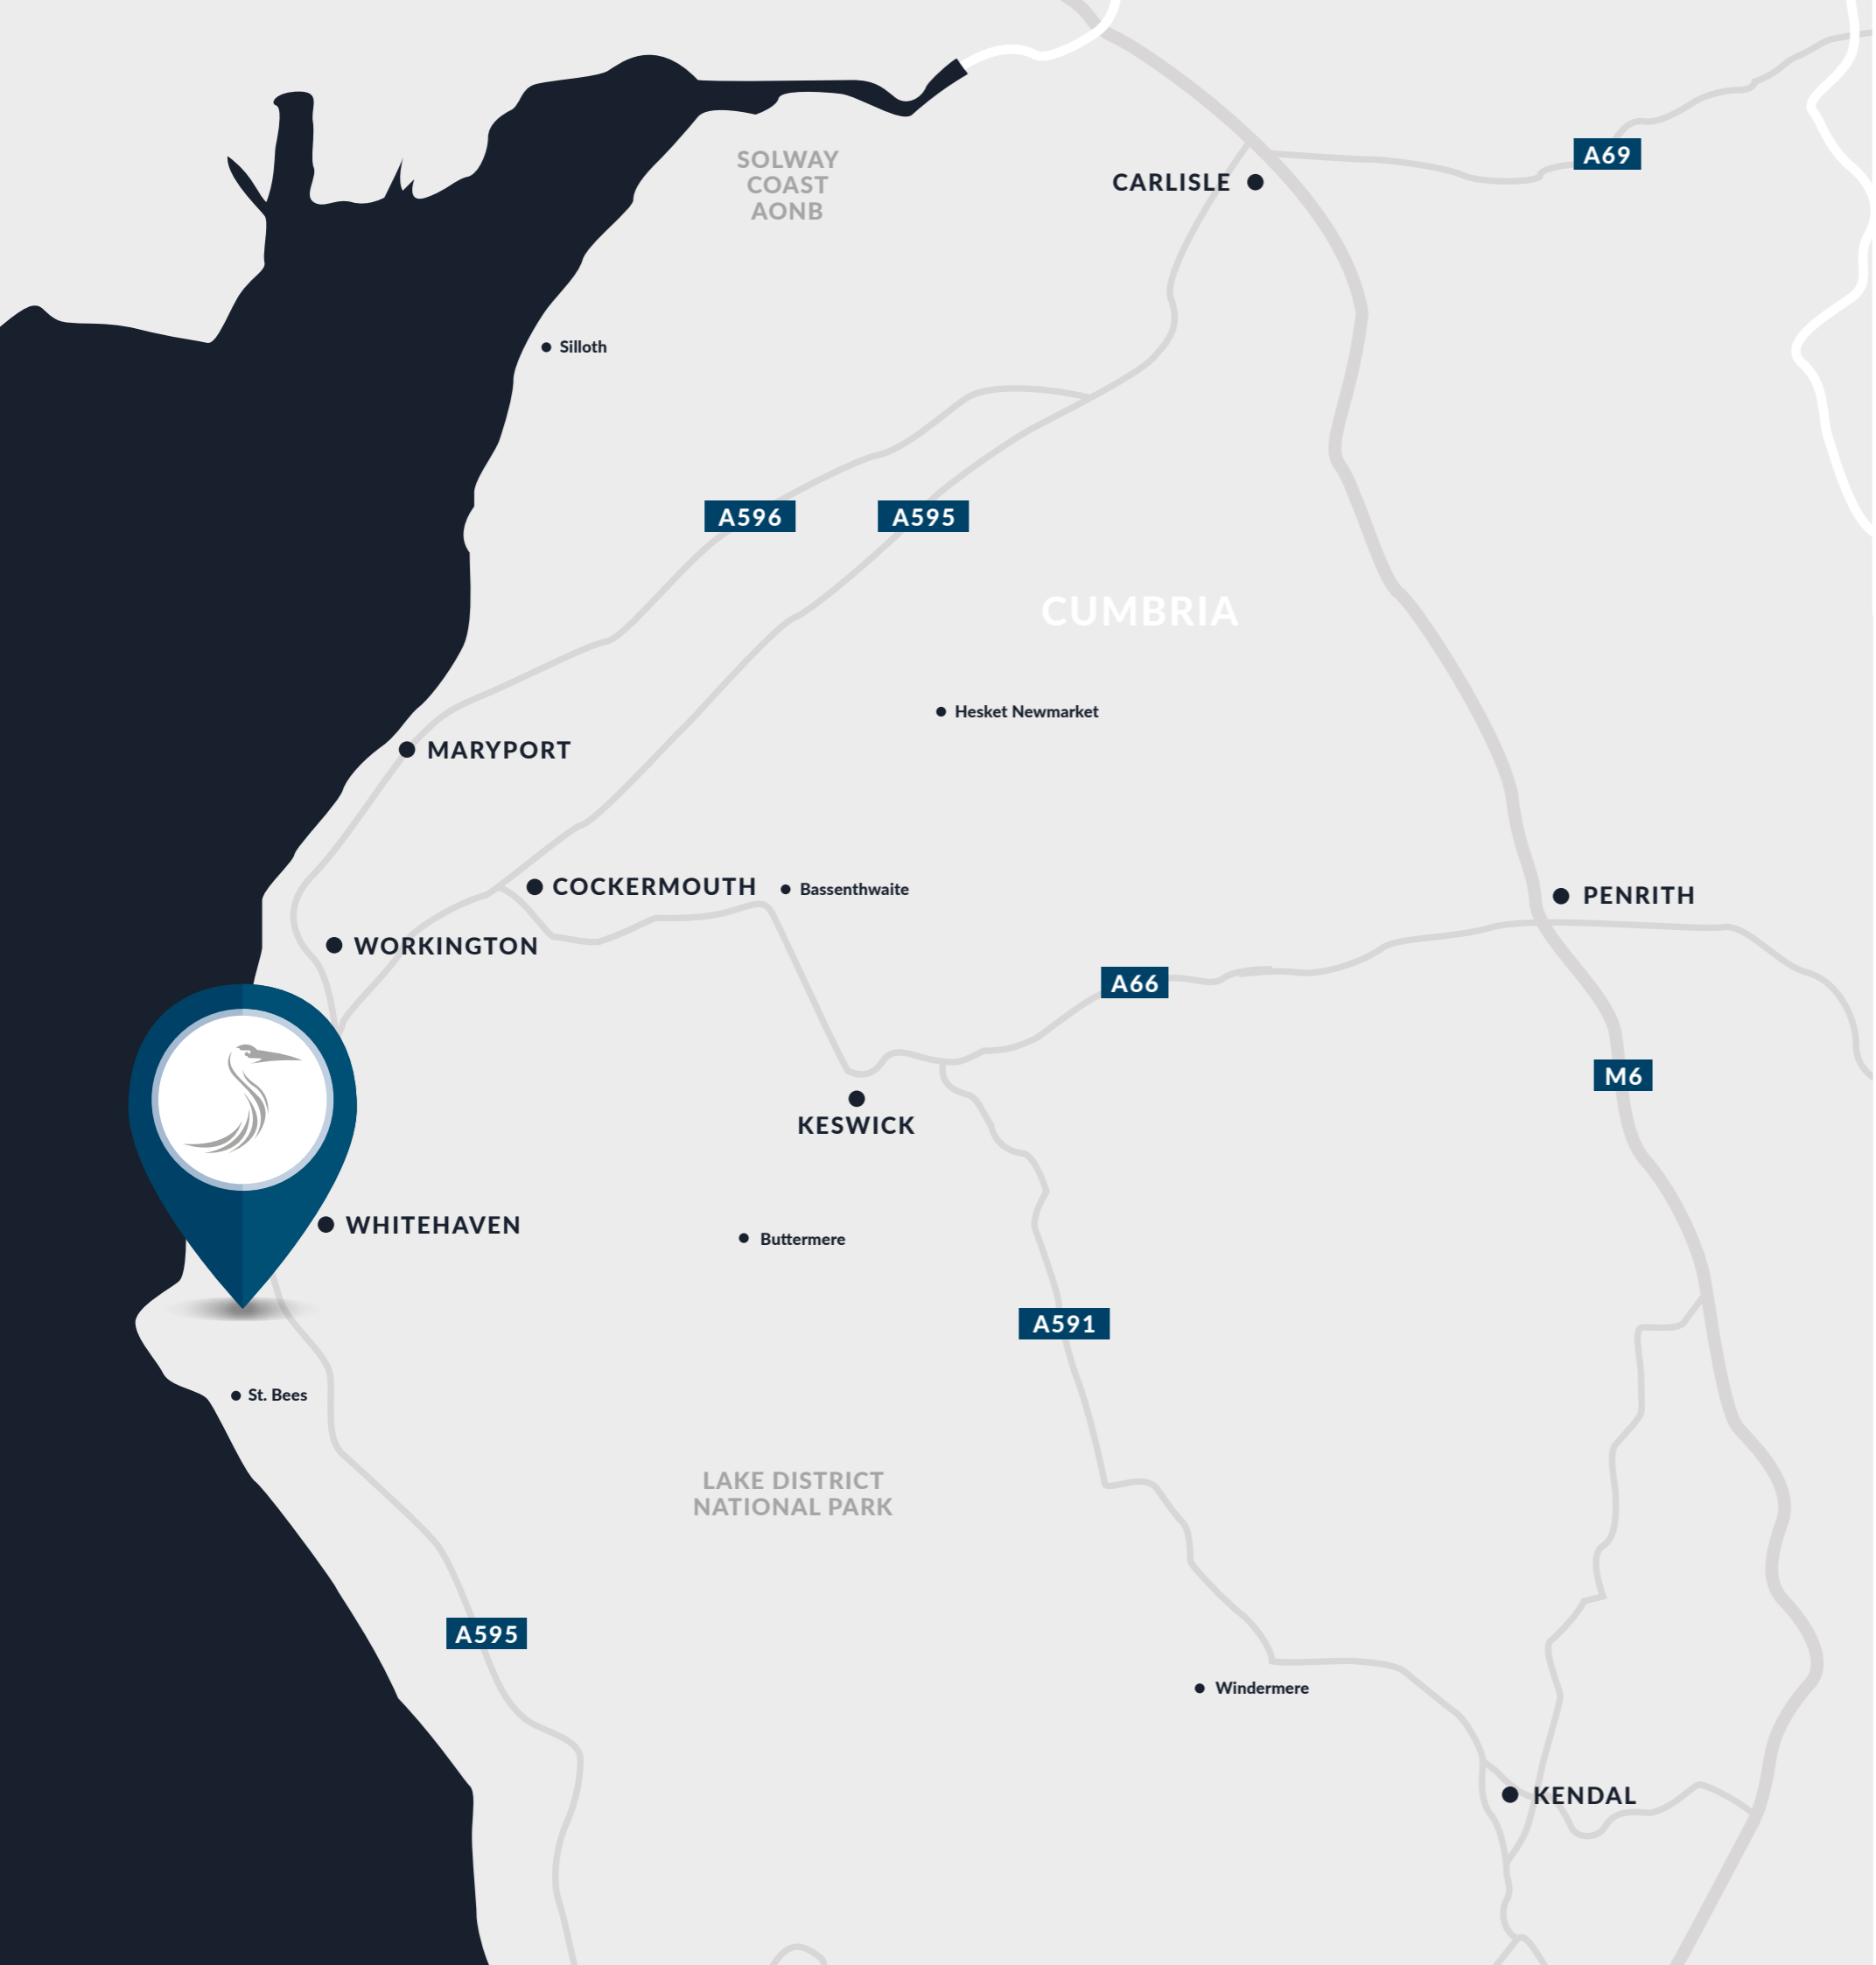 SOLWAY
COAST
AONB
A69
CARLISLE
Silloth
A596
A595
CUMBRIA
Hesket Newmarket
MARYPORT
COCKERMOUTH
Bassenthwaite
PENRITH
WORKINGTON
A66
M6
KESWICK
WHITEHAVEN
Buttermere
A591
St. Bees
LAKE DISTRICT
NATIONAL PARK
A595
Windermere
KENDAL